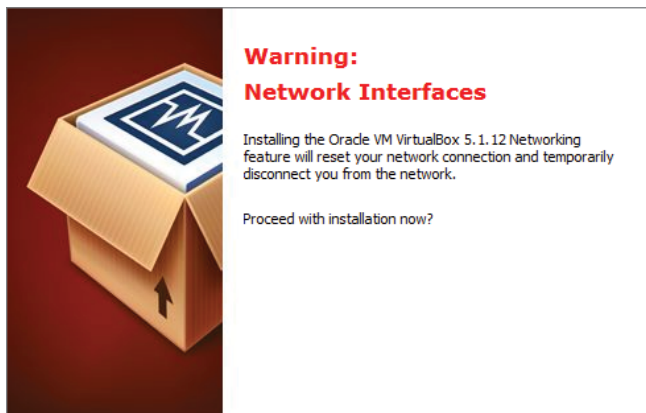 Warning:
Network Interfaces
Installing the Oracle VM VirtualBox 5.1.12 Networking
feature will reset your network connection and temporarily
disconnect you from the network.
Proceed with installation now?